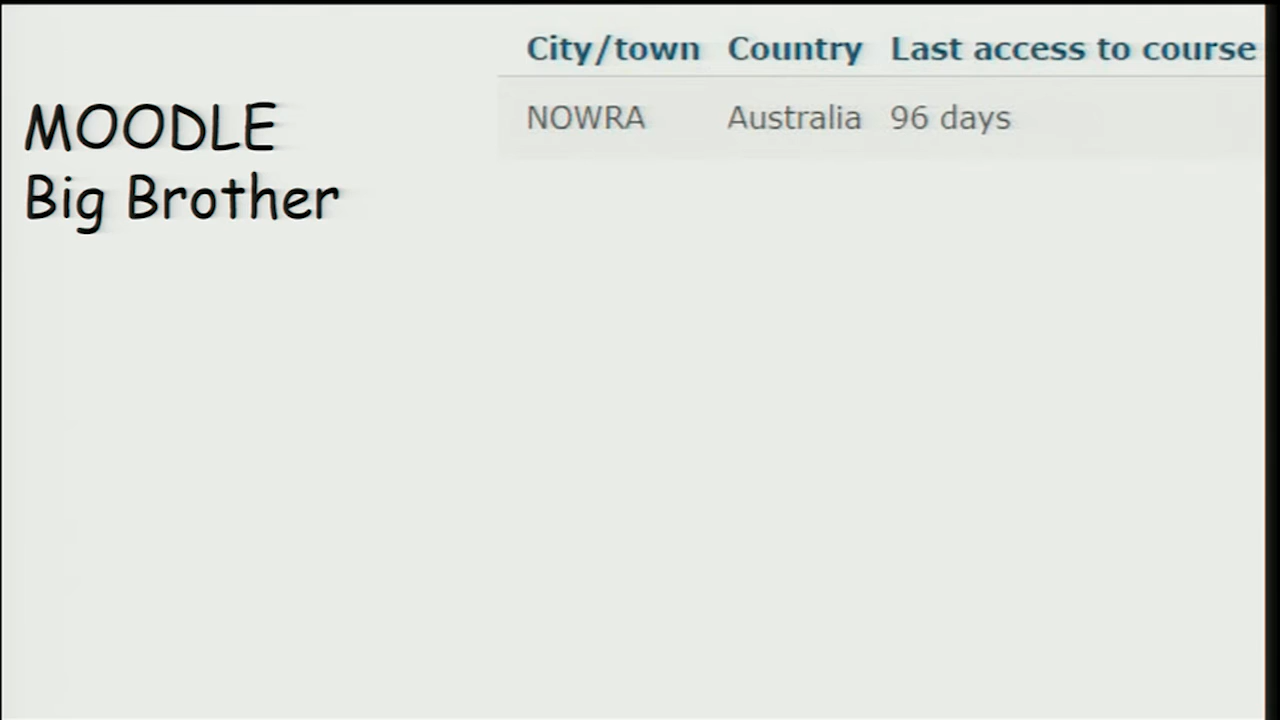 City/town Country Last access to course
NOWRA Australia 96 days
MOODLE
Big Brother